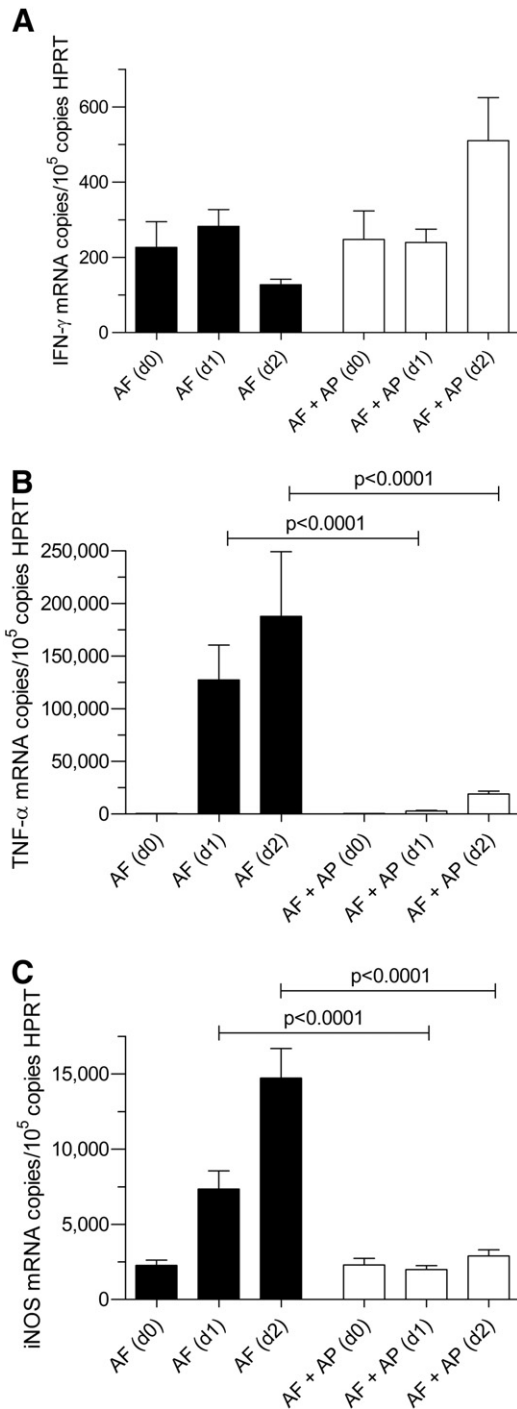 A
IFN-γ mRNA copies/10⁵ copies HPRT
600
400
200
0
AF (d0)
AF (d1)
AF (d2)
AF + AP (d0)
AF + AP (d1)
AF + AP (d2)
B
TNF-α mRNA copies/10⁵ copies HPRT
p<0.0001
p<0.0001
250,000
200,000
150,000
100,000
50,000
0
AF (d0)
AF (d1)
AF (d2)
AF + AP (d0)
AF + AP (d1)
AF + AP (d2)
C
iNOS mRNA copies/10⁵ copies HPRT
p<0.0001
p<0.0001
15,000
10,000
5,000
0
AF (d0)
AF (d1)
AF (d2)
AF + AP (d0)
AF + AP (d1)
AF + AP (d2)